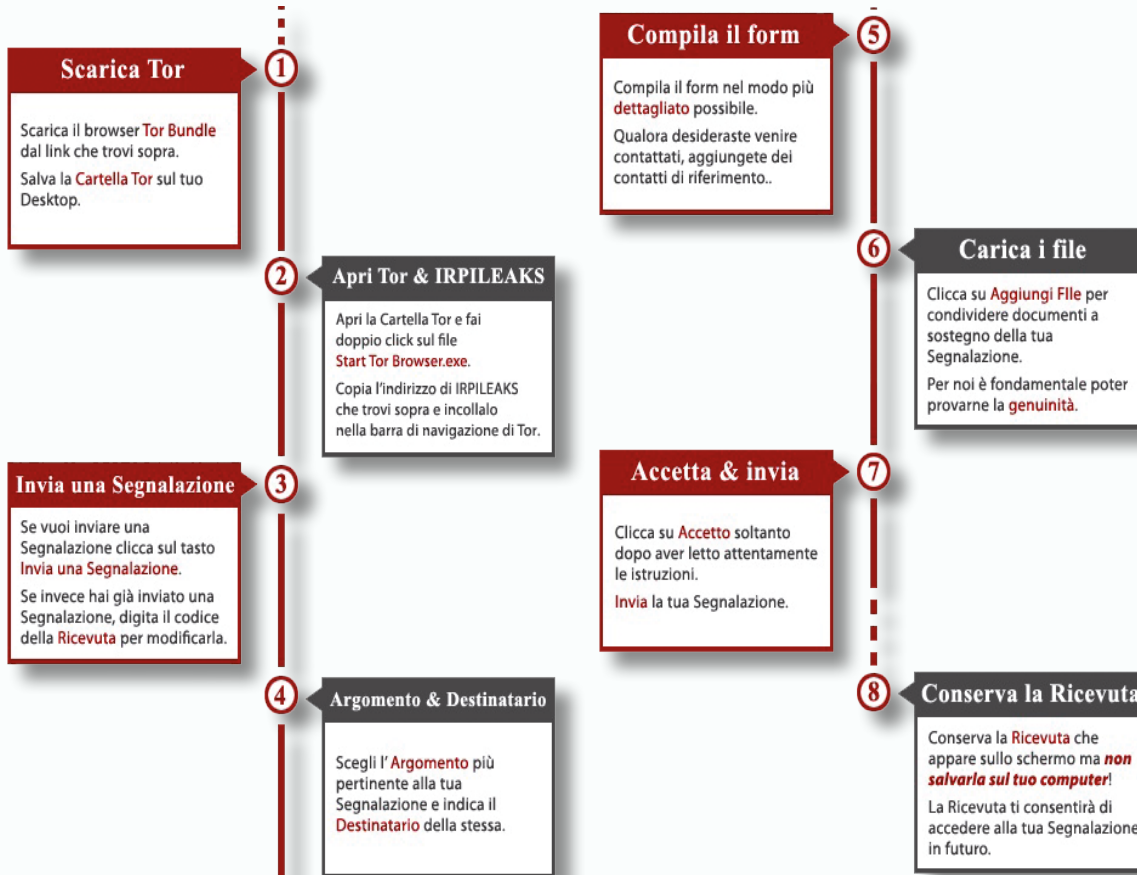 Scarica Tor
1
Scarica il browser Tor Bundle
dal link che trovi sopra.
Salva la Cartella Tor sul tuo
Desktop.
2
Apri Tor & IRPILEAKS
Apri la Cartella Tor e fai
doppio click sul file
Start Tor Browser.exe.
Copia l'indirizzo di IRPILEAKS
che trovi sopra e incollalo
nella barra di navigazione di Tor.
Invia una Segnalazione
3
Se vuoi inviare una
Segnalazione clicca sul tasto
Invia una Segnalazione.
Se invece hai già inviato una
Segnalazione, digita il codice
della Ricevuta per modificarla.
4
Argomento & Destinatario
Scegli l' Argomento più
pertinente alla tua
Segnalazione e indica il
Destinatario della stessa.
Compila il form
5
Compila il form nel modo più
dettagliato possibile.
Qualora desideraste venire
contattati, aggiungete dei
contatti di riferimento..
6
Carica i file
Clicca su Aggiungi FIle per
condividere documenti a
sostegno della tua
Segnalazione.
Per noi è fondamentale poter
provarne la genuinità.
Accetta & invia
7
Clicca su Accetto soltanto
dopo aver letto attentamente
le istruzioni.
Invia la tua Segnalazione.
8
Conserva la Ricevuta
Conserva la Ricevuta che
appare sullo schermo ma non
salvarla sul tuo computer!
La Ricevuta ti consentirà di
accedere alla tua Segnalazione
in futuro.